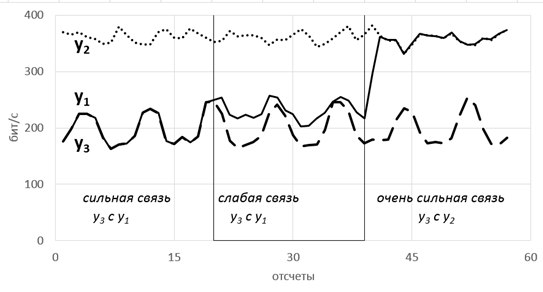 400
y₂
300
бит/с
y₁
200
y₃
100
сильная связь
y₃ с y₁
слабая связь
y₃ с y₁
очень сильная связь
y₃ с y₂
0
0 15 30 45 60
отсчеты